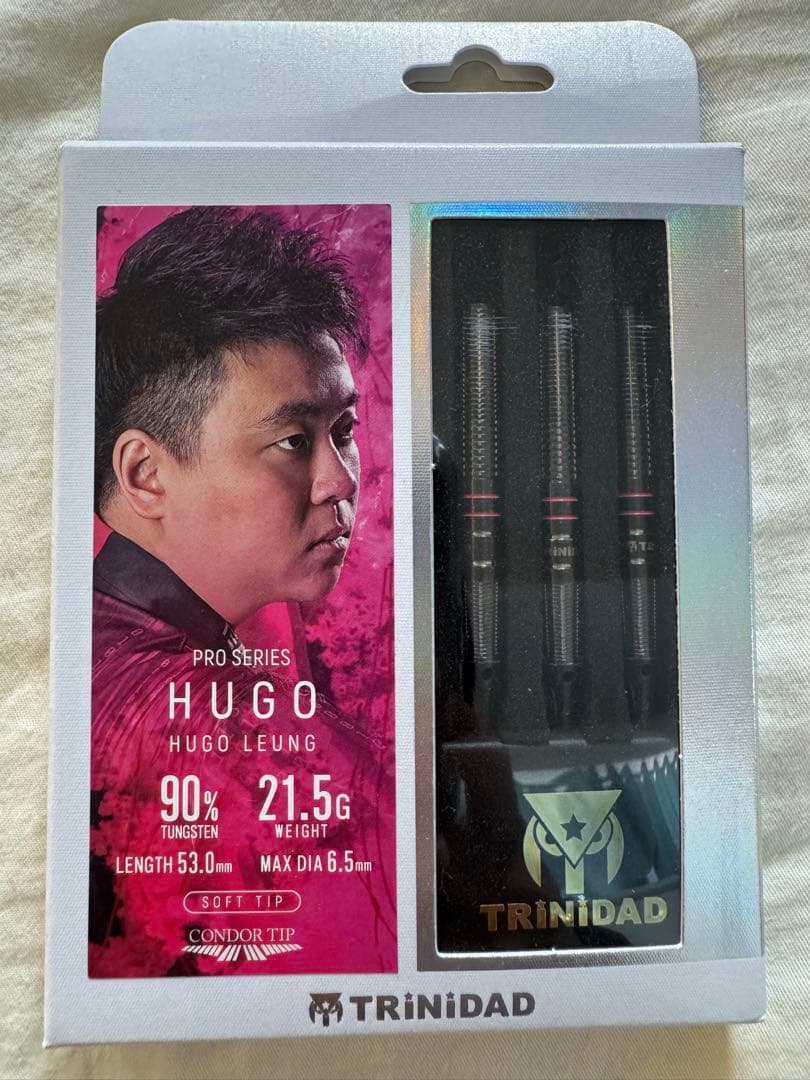 PRO SERIES
HUGO
HUGO LEUNG
90% TUNGSTEN
21.5G WEIGHT
LENGTH 53.0mm MAX DIA 6.5mm
SOFT TIP
CONDOR TIP
TRiNiDAD
TRiNiDAD